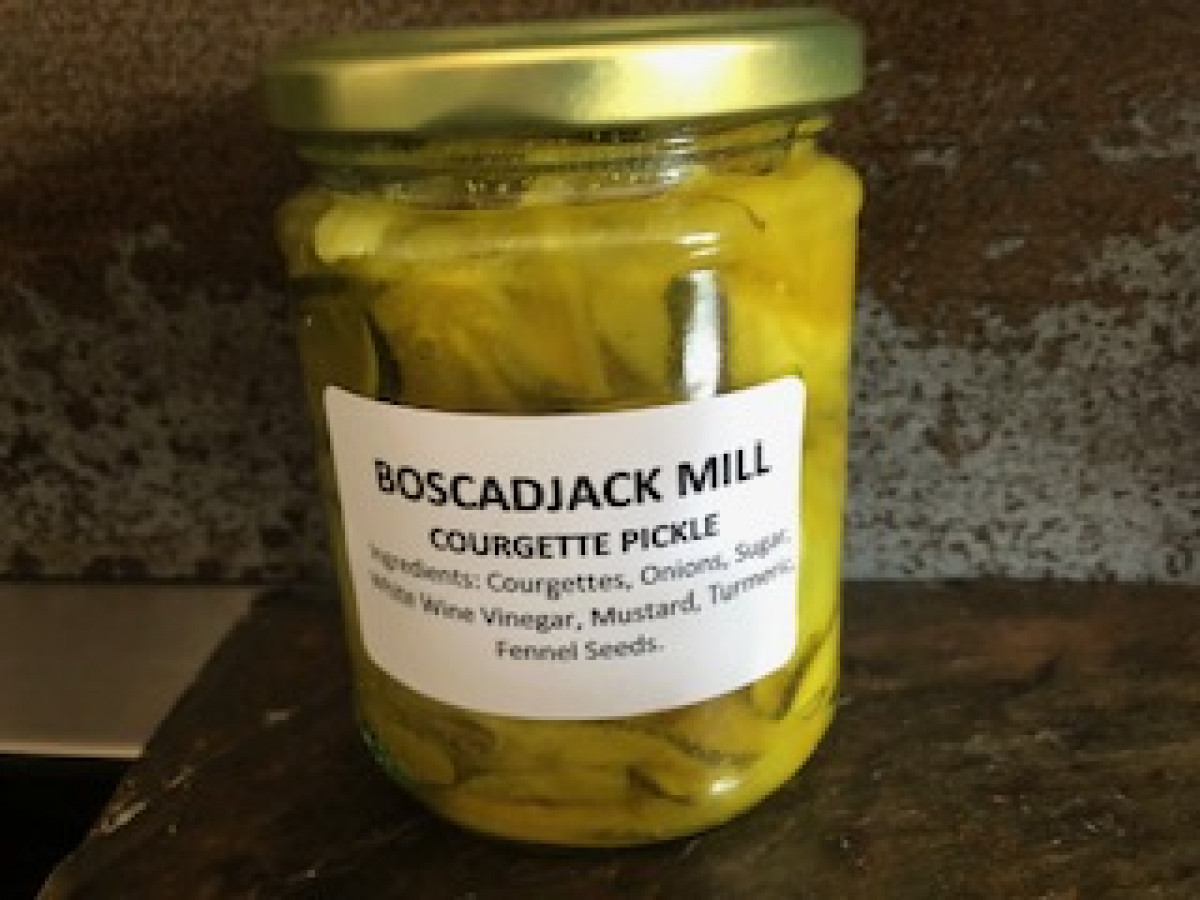 BOSCADJACK MILL
COURGETTE PICKLE
Ingredients: Courgettes, Onions, Sugar,
White Wine Vinegar, Mustard, Turmeric,
Fennel Seeds.